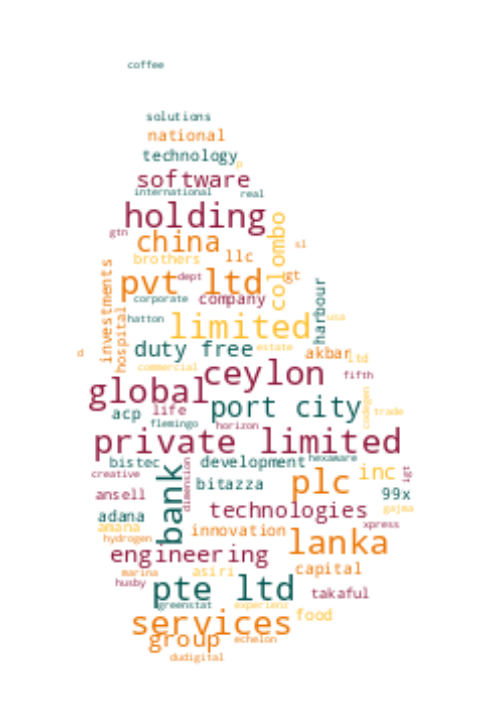 coffee
solutions
national
technology
p
software
international real
holding
gtn
china
colombo
sl
brothers llc
investments
pvt ltd
dept
gt
harbour
corporate company
hatton
limited
usa
hospital
duty free
estate
akbar
ltd
d
commercial
ceylon
fifth
global
codegen
acp life
port city
trade
flemingo horizon
private limited
bistec
development
hexaware
creative
dimension
bank
bitazza
plc
inc
igt
ansell
99x
technologies
gajma
adana
amana
innovation
xpress
hydrogen
lanka
engineering
marina
asiri
capital
husby
pte ltd
takaful
greenstat
experienz
food
services
group
echelon
dudigital